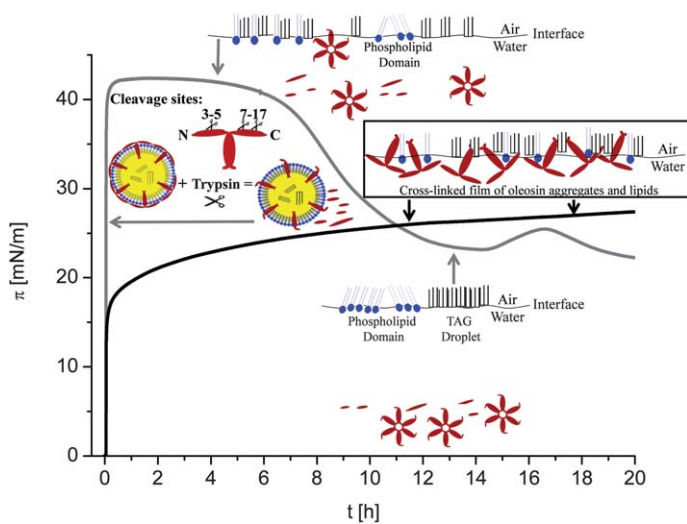 Phospholipid
Domain
Air
Water
Interface
40
30
20
10
0
π [mN/m]
Cleavage sites:
3-5 7-17
N C
+ Trypsin =
Air
Water
Cross-linked film of oleosin aggregates and lipids
Phospholipid
Domain
TAG
Droplet
Air
Water
Interface
0 2 4 6 8 10 12 14 16 18 20
t [h]